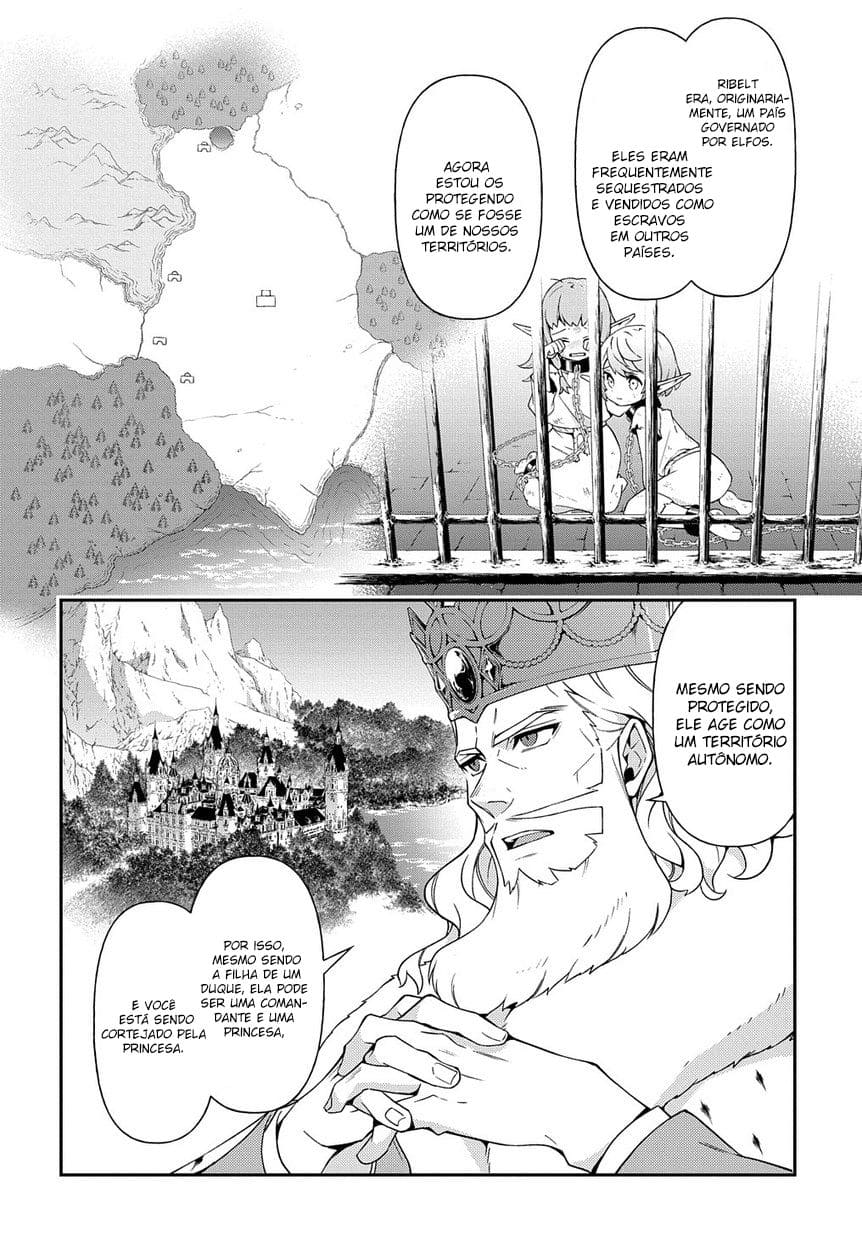 RIBELT
ERA, ORIGINARIA-
MENTE, UM PAÍS
GOVERNADO
POR ELFOS.
ELES ERAM
FREQUENTEMENTE
SEQUESTRADOS
E VENDIDOS COMO
ESCRAVOS
EM OUTROS
PAÍSES.
AGORA
ESTOU OS
PROTEGENDO
COMO SE FOSSE
UM DE NOSSOS
TERRITÓRIOS.
MESMO SENDO
PROTEGIDO,
ELE AGE COMO
UM TERRITÓRIO
AUTÔNOMO.
POR ISSO,
MESMO SENDO
A FILHA DE UM
DUQUE, ELA PODE
SER UMA COMAN-
DANTE E UMA
PRINCESA,
E VOCÊ
ESTÁ SENDO
CORTEJADO PELA
PRINCESA.